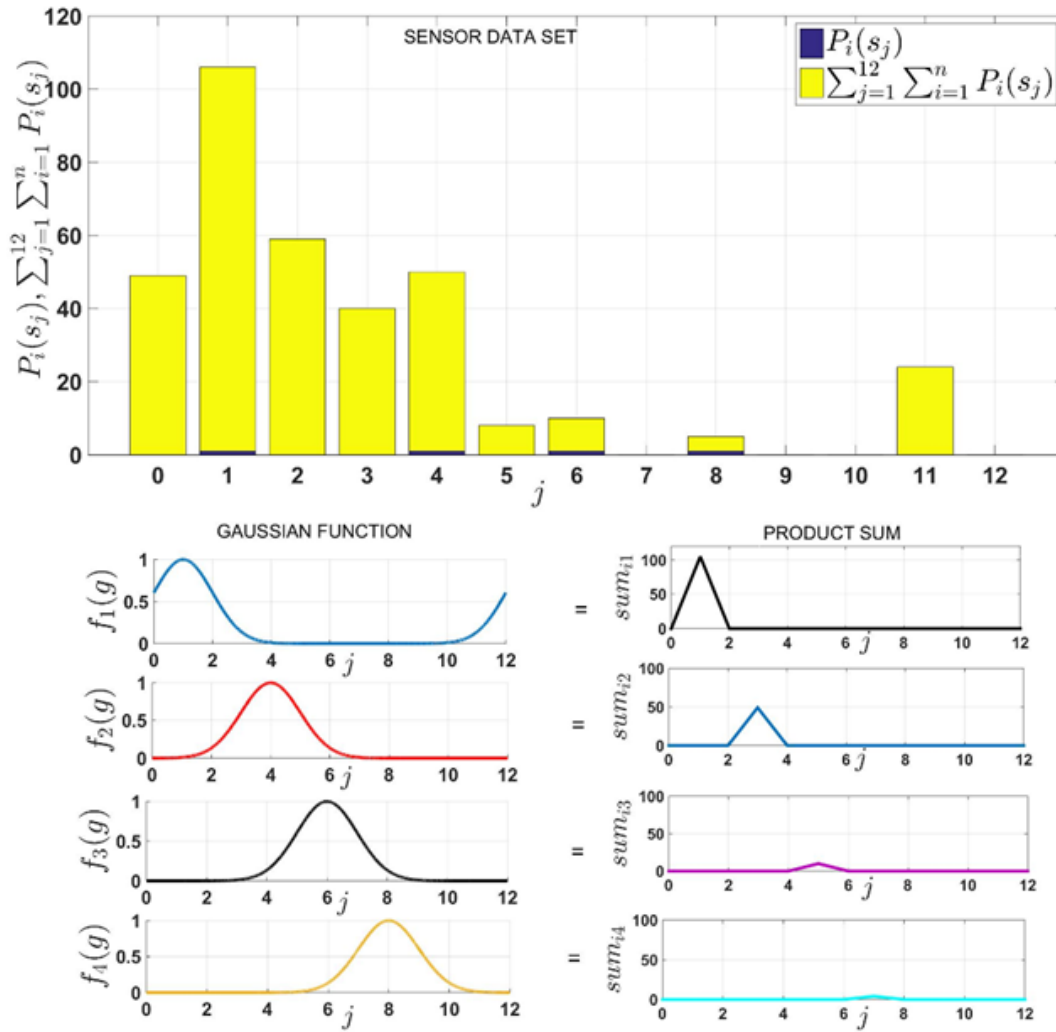 SENSOR DATA SET
P_i(s_j)
∑_{j=1}^{12} ∑_{i=1}^{n} P_i(s_j)
P_i(s_j), ∑_{j=1}^{12} ∑_{i=1}^{n} P_i(s_j)
120
100
80
60
40
20
0
0 1 2 3 4 5 6 7 8 9 10 11 12
j
GAUSSIAN FUNCTION
f_1(g)
1
0.5
0
0 2 4 6 8 10 12
j
=
PRODUCT SUM
sum_{i1}
100
50
0
0 2 4 6 8 10 12
j
f_2(g)
1
0.5
0
0 2 4 6 8 10 12
j
=
sum_{i2}
100
50
0
0 2 4 6 8 10 12
j
f_3(g)
1
0.5
0
0 2 4 6 8 10 12
j
=
sum_{i3}
100
50
0
0 2 4 6 8 10 12
j
f_4(g)
1
0.5
0
0 2 4 6 8 10 12
j
=
sum_{i4}
100
50
0
0 2 4 6 8 10 12
j